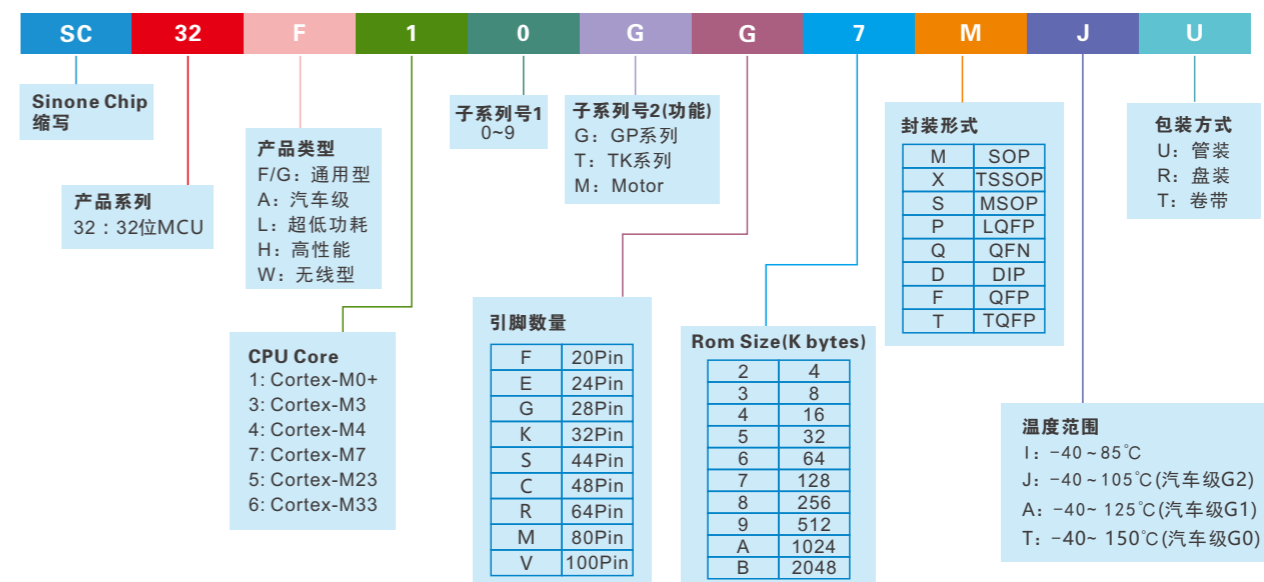 SC 32 F 1 0 G G 7 M J U
Sinone Chip
缩写
产品系列
32：32位MCU
产品类型
F/G：通用型
A：汽车级
L：超低功耗
H：高性能
W：无线型
CPU Core
1: Cortex-M0+
3: Cortex-M3
4: Cortex-M4
7: Cortex-M7
5: Cortex-M23
6: Cortex-M33
子系列号1
0~9
子系列号2(功能)
G：GP系列
T：TK系列
M：Motor
引脚数量
F 20Pin
E 24Pin
G 28Pin
K 32Pin
S 44Pin
C 48Pin
R 64Pin
M 80Pin
V 100Pin
Rom Size(K bytes)
2 4
3 8
4 16
5 32
6 64
7 128
8 256
9 512
A 1024
B 2048
封装形式
M SOP
X TSSOP
S MSOP
P LQFP
Q QFN
D DIP
F QFP
T TQFP
温度范围
I：-40~85℃
J：-40~105℃(汽车级G2)
A：-40~125℃(汽车级G1)
T：-40~150℃(汽车级G0)
包装方式
U：管装
R：盘装
T：卷带